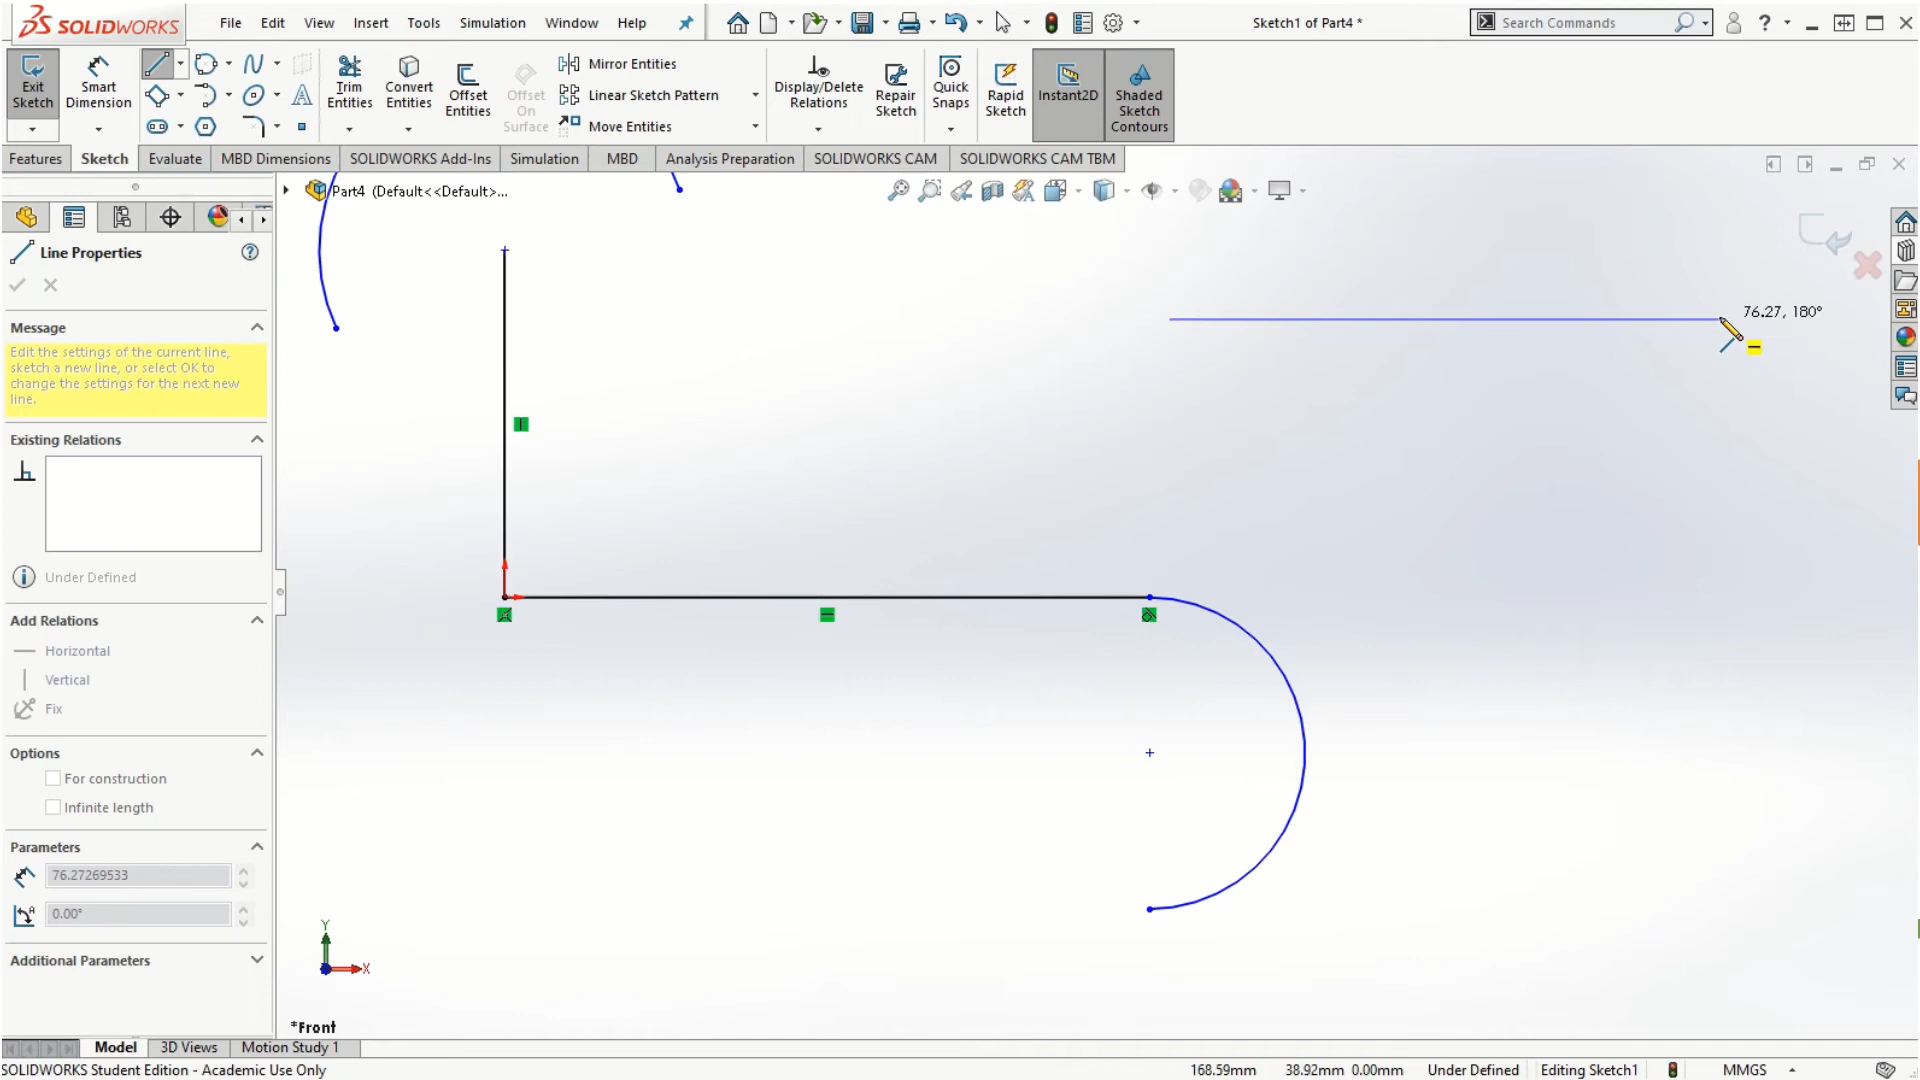 SOLIDWORKS File Edit View Insert Tools Simulation Window Help Sketch1 of Part4 * Search Commands ?
Exit Sketch
Smart Dimension
Trim Entities
Convert Entities
Offset Entities
Offset On Surface
Mirror Entities
Linear Sketch Pattern
Move Entities
Display/Delete Relations
Repair Sketch
Quick Snaps
Rapid Sketch
Instant2D
Shaded Sketch Contours
Features Sketch Evaluate MBD Dimensions SOLIDWORKS Add-Ins Simulation MBD Analysis Preparation SOLIDWORKS CAM SOLIDWORKS CAM TBM
Part4 (Default<<Default>...
Line Properties
Message
Edit the settings of the current line,
sketch a new line, or select OK to
change the settings for the next new
line.
Existing Relations
Under Defined
Add Relations
Horizontal
Vertical
Fix
Options
For construction
Infinite length
Parameters
76.27269533
0.00°
Additional Parameters
76.27, 180°
Y
X
*Front
Model 3D Views Motion Study 1
SOLIDWORKS Student Edition - Academic Use Only 168.59mm 38.92mm 0.00mm Under Defined Editing Sketch1 MMGS